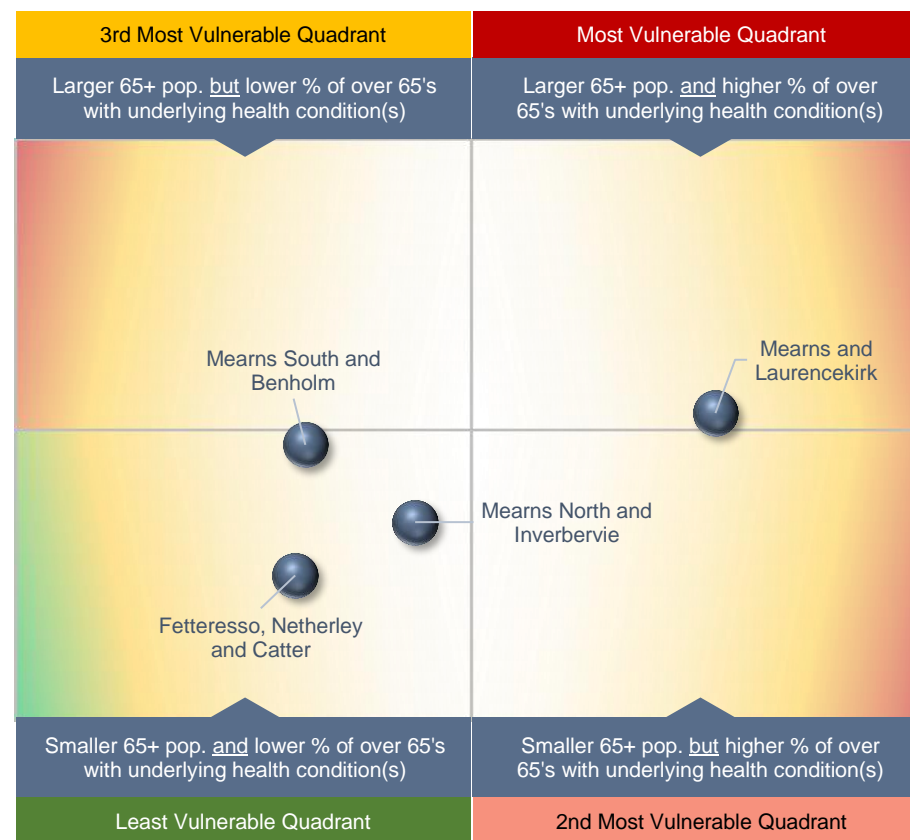 3rd Most Vulnerable Quadrant
Most Vulnerable Quadrant
Larger 65+ pop. but lower % of over 65's
with underlying health condition(s)
Larger 65+ pop. and higher % of over
65's with underlying health condition(s)
Mearns South and
Benholm
Mearns and
Laurencekirk
Mearns North and
Inverbervie
Fetteresso, Netherley
and Catter
Smaller 65+ pop. and lower % of over 65's
with underlying health condition(s)
Smaller 65+ pop. but higher % of over
65's with underlying health condition(s)
Least Vulnerable Quadrant
2nd Most Vulnerable Quadrant